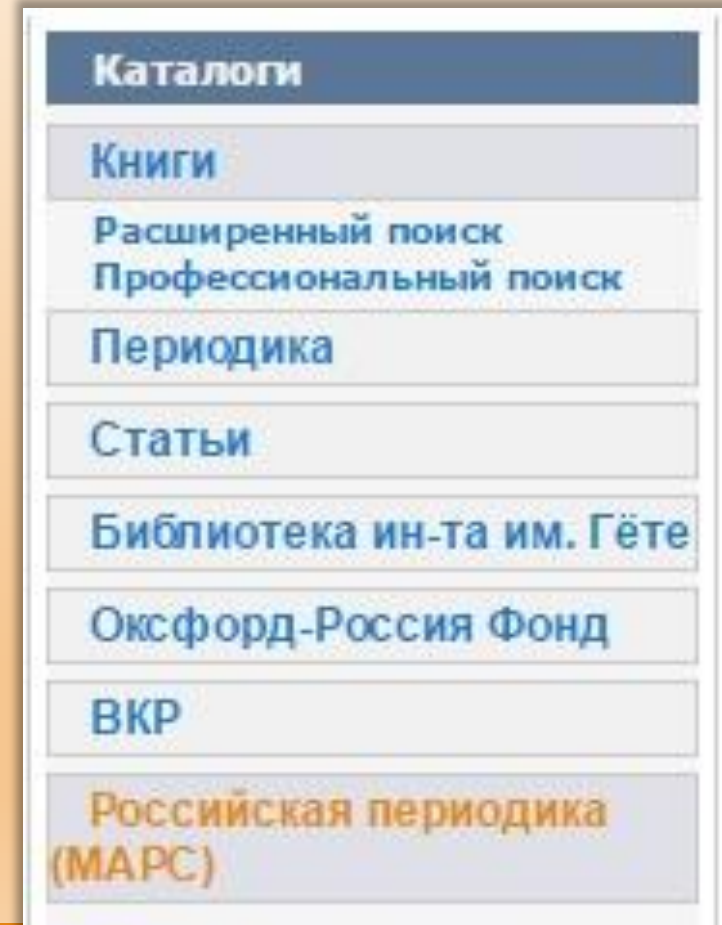 Каталоги
Книги
Расширенный поиск
Профессиональный поиск
Периодика
Статьи
Библиотека ин-та им. Гёте
Оксфорд-Россия Фонд
ВКР
Российская периодика
(МАРС)